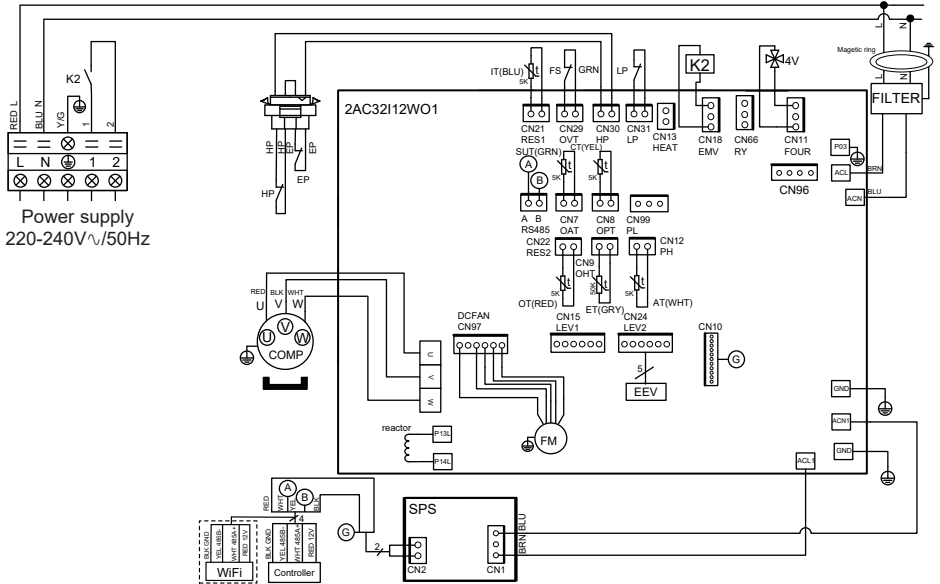 RED L
BLU N
Y/G
K2
1
2
L N 1 2
Power supply
220-240V∿/50Hz
HP
HP
EP
EP
HP
EP
2AC32I12WO1
IT(BLU)
5K
t
FS
GRN
LP
K2
4V
CN21
RES1
CN29
OVT
CN30
HP
CN31
LP
CN13
HEAT
CN18
EMV
CN66
RY
CN11
FOUR
SUT(GRN)
CT(YEL)
A
B
5K
t
5K
t
A B
RS485
CN7
OAT
CN8
OPT
CN99
PL
CN96
CN22
RES2
CN9
OHT
CN12
PH
5K
t
50K
t
5K
t
OT(RED)
ET(GRY)
AT(WHT)
CN15
LEV1
CN24
LEV2
CN10
G
5
EEV
DCFAN
CN97
FM
RED
BLK
WHT
U
V
W
U
V
W
COMP
U
V
W
reactor
P13L
P14L
L
N
Magetic ring
L
N
FILTER
P03
ACL
BRN
ACN
BLU
GND
ACN1
GND
ACL1
RED
WHT
A
YEL
B
BLK
4
G
2
BLK GND
YEL 485B-
WHT 485A+
RED 12V
WiFi
BLK GND
YEL 485B-
WHT 485A+
RED 12V
Controller
SPS
CN2
CN1
BLU
BRN